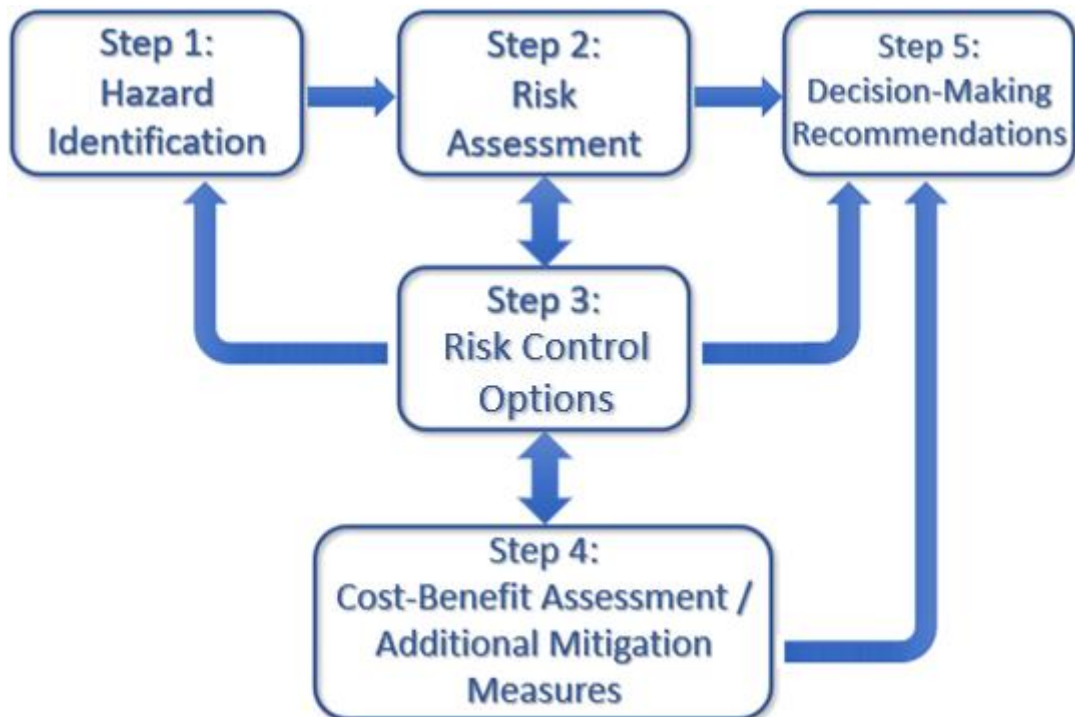 Step 1:
Hazard
Identification
Step 2:
Risk
Assessment
Step 5:
Decision-Making
Recommendations
Step 3:
Risk Control
Options
Step 4:
Cost-Benefit Assessment /
Additional Mitigation
Measures